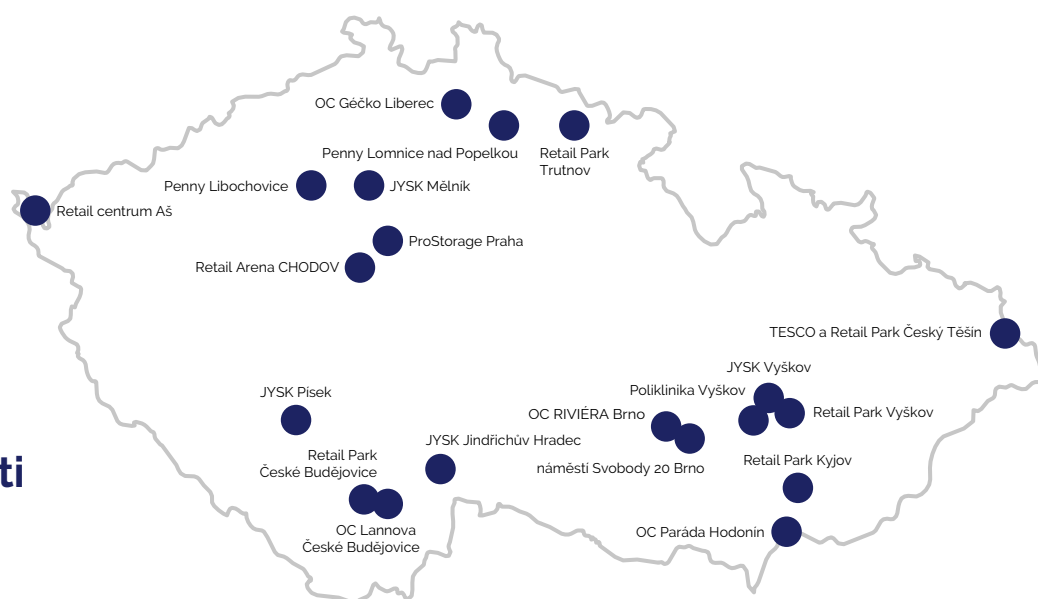 OC Géčko Liberec
Penny Lomnice nad Popelkou
Retail Park
Trutnov
Penny Libochovice
JYSK Mělník
Retail centrum Aš
ProStorage Praha
Retail Arena CHODOV
TESCO a Retail Park Český Těšín
JYSK Vyškov
JYSK Písek
Poliklinika Vyškov
OC RIVIÉRA Brno
Retail Park Vyškov
JYSK Jindřichův Hradec
Retail Park
České Budějovice
náměstí Svobody 20 Brno
Retail Park Kyjov
ti
OC Lannova
České Budějovice
OC Paráda Hodonín